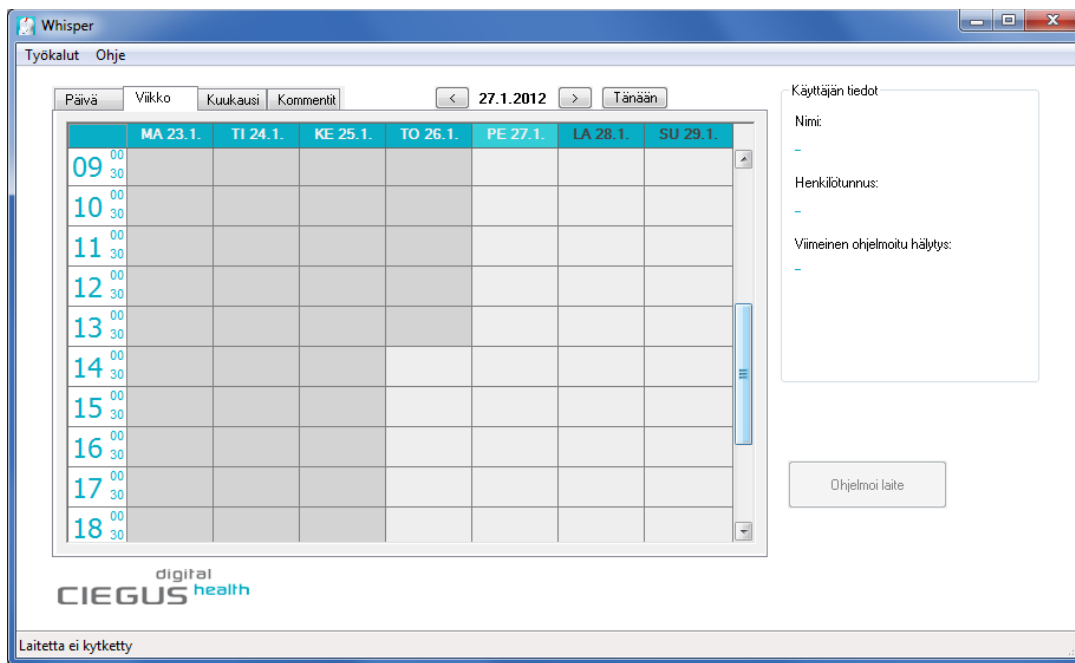 Whisper
Työkalut Ohje
Päivä Viikko Kuukausi Kommentit < 27.1.2012 > Tänään
MA 23.1. TI 24.1. KE 25.1. TO 26.1. PE 27.1. LA 28.1. SU 29.1.
09 00 30
10 00 30
11 00 30
12 00 30
13 00 30
14 00 30
15 00 30
16 00 30
17 00 30
18 00 30
Käyttäjän tiedot
Nimi:
-
Henkilötunnus:
-
Viimeinen ohjelmoitu hälytys:
-
Ohjelmoi laite
digital
CIEGUS health
Laitetta ei kytketty